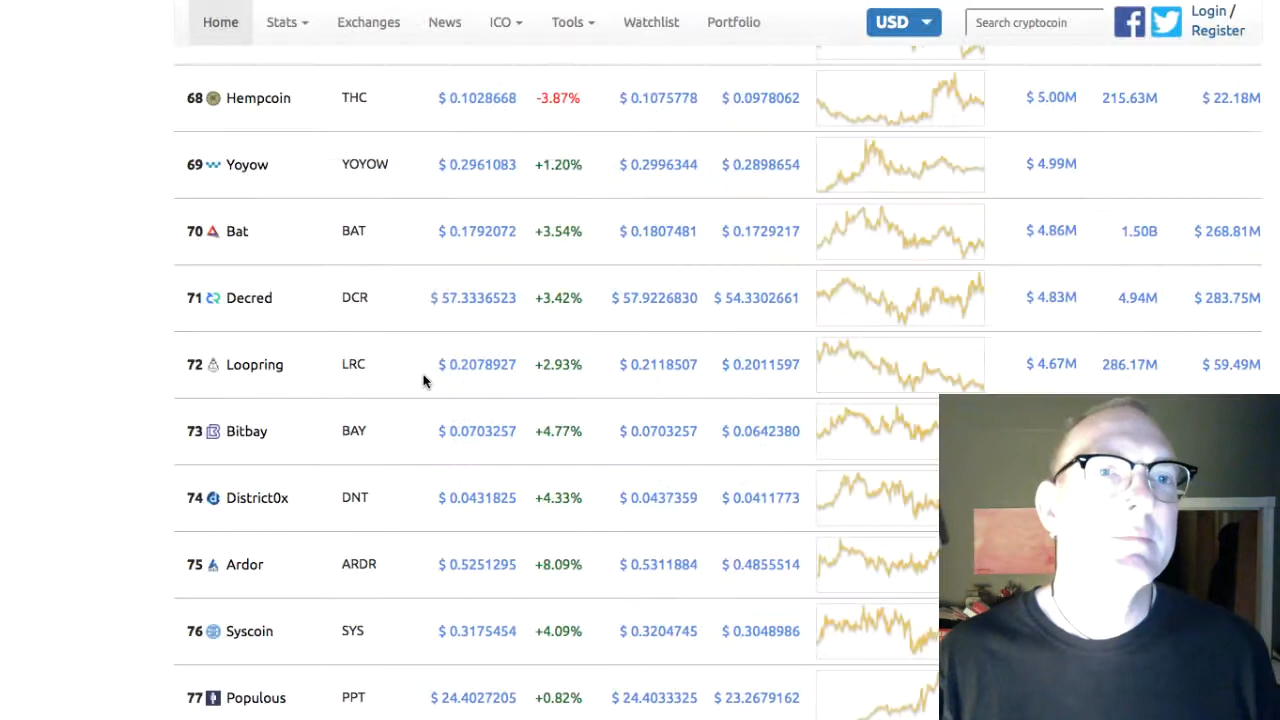 Home Stats Exchanges News ICO Tools Watchlist Portfolio USD Search cryptocoin Login /
Register
68 Hempcoin THC $ 0.1028668 -3.87% $ 0.1075778 $ 0.0978062 $ 5.00M 215.63M $ 22.18M
69 Yoyow YOYOW $ 0.2961083 +1.20% $ 0.2996344 $ 0.2898654 $ 4.99M
70 Bat BAT $ 0.1792072 +3.54% $ 0.1807481 $ 0.1729217 $ 4.86M 1.50B $ 268.81M
71 Decred DCR $ 57.3336523 +3.42% $ 57.9226830 $ 54.3302661 $ 4.83M 4.94M $ 283.75M
72 Loopring LRC $ 0.2078927 +2.93% $ 0.2118507 $ 0.2011597 $ 4.67M 286.17M $ 59.49M
73 Bitbay BAY $ 0.0703257 +4.77% $ 0.0703257 $ 0.0642380
74 District0x DNT $ 0.0431825 +4.33% $ 0.0437359 $ 0.0411773
75 Ardor ARDR $ 0.5251295 +8.09% $ 0.5311884 $ 0.4855514
76 Syscoin SYS $ 0.3175454 +4.09% $ 0.3204745 $ 0.3048986
77 Populous PPT $ 24.4027205 +0.82% $ 24.4033325 $ 23.2679162